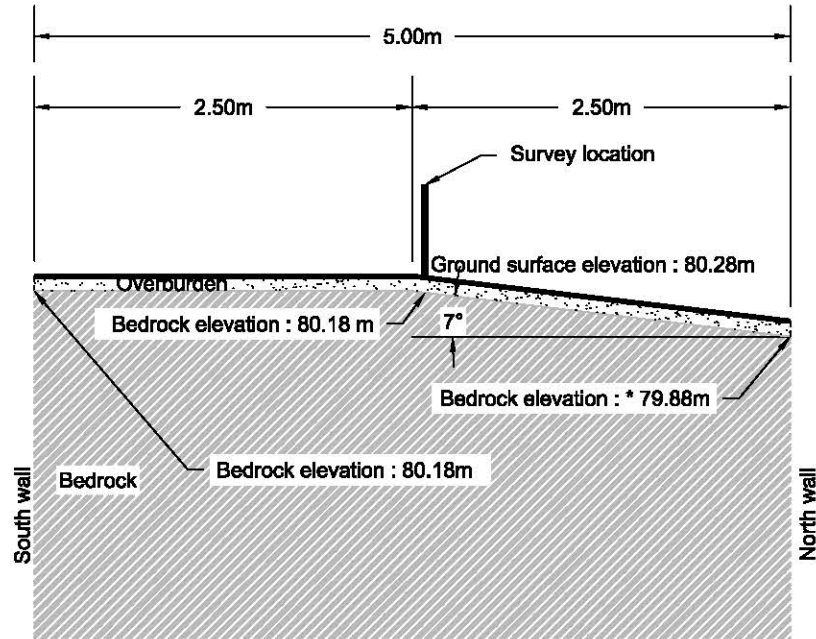 5.00m
2.50m
2.50m
Survey location
Ground surface elevation : 80.28m
Overburden
Bedrock elevation : 80.18 m
7°
Bedrock elevation : * 79.88m
Bedrock elevation : 80.18m
Bedrock
South wall
North wall